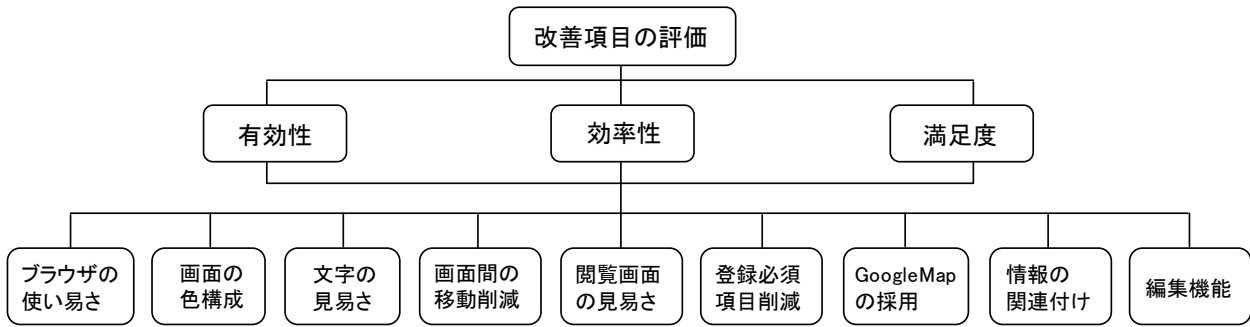 改善項目の評価
有効性
効率性
満足度
ブラウザの
使い易さ
画面の
色構成
文字の
見易さ
画面間の
移動削減
閲覧画面
の見易さ
登録必須
項目削減
GoogleMap
の採用
情報の
関連付け
編集機能